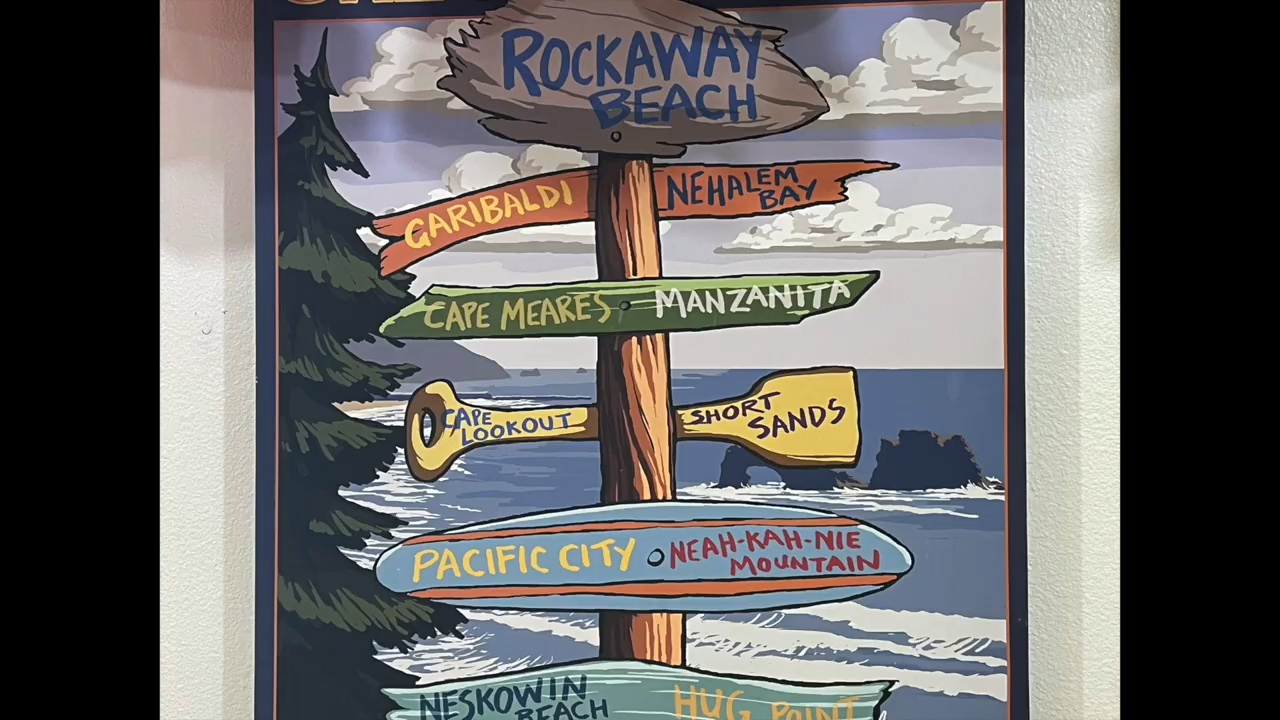 ROCKAWAY
BEACH
GARIBALDI
NEHALEM
BAY
CAPE MEARES
MANZANITA
CAPE
LOOKOUT
SHORT
SANDS
PACIFIC CITY
NEAH-KAH-NIE
MOUNTAIN
NESKOWIN
BEACH
HUG POINT